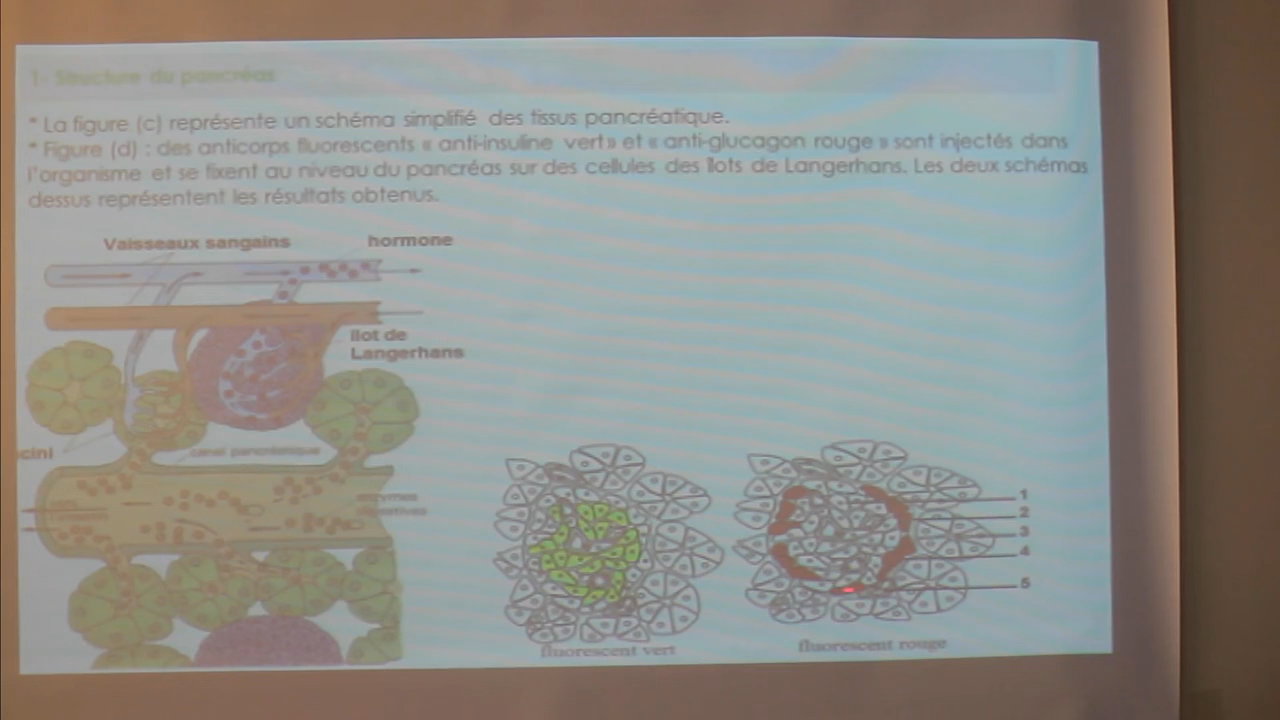 1- Structure du pancréas
* La figure (c) représente un schéma simplifié des tissus pancréatique.
* Figure (d) : des anticorps fluorescents « anti-insuline vert» et « anti-glucagon rouge » sont injectés dans
l'organisme et se fixent au niveau du pancréas sur des cellules des îlots de Langerhans. Les deux schémas
dessus représentent les résultats obtenus.
Vaisseaux sangains
hormone
îlot de
Langerhans
cini
canal pancréatique
enzymes
digestives
1
2
3
4
5
fluorescent vert
fluorescent rouge